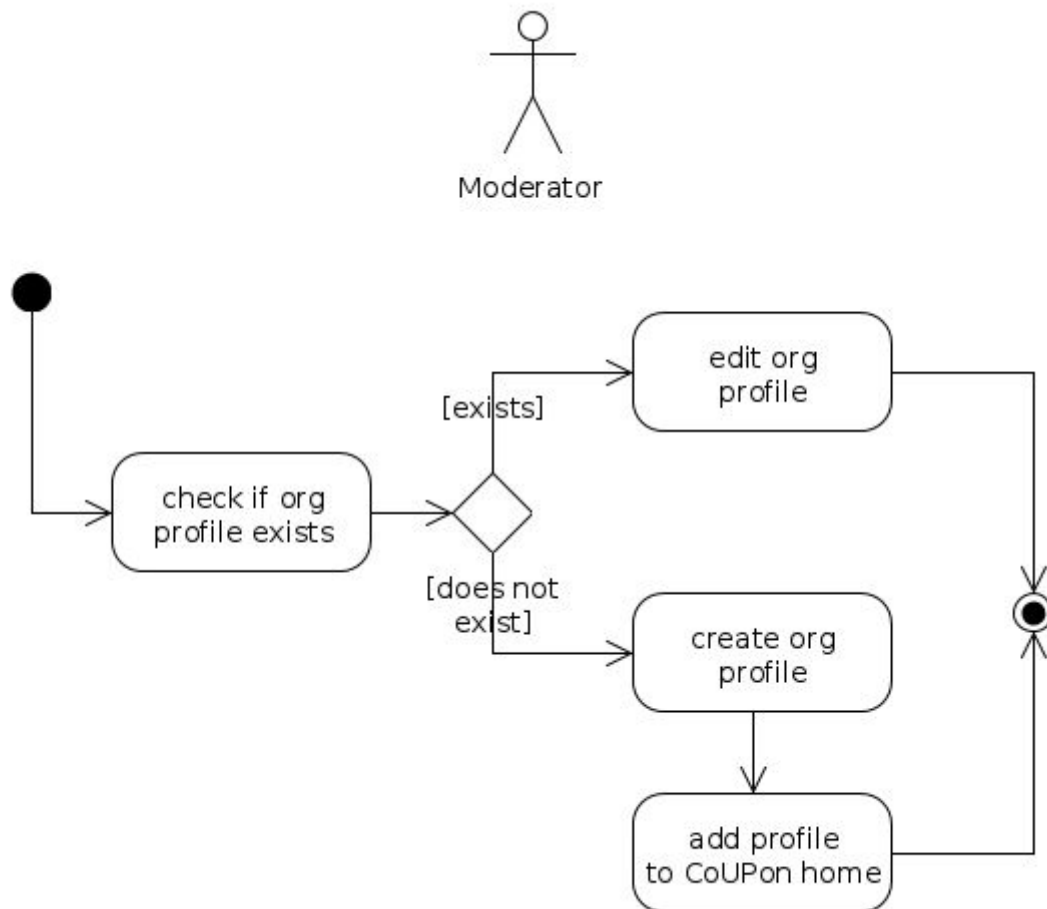 Moderator
edit org
profile
[exists]
check if org
profile exists
[does not
exist]
create org
profile
add profile
to CoUPon home